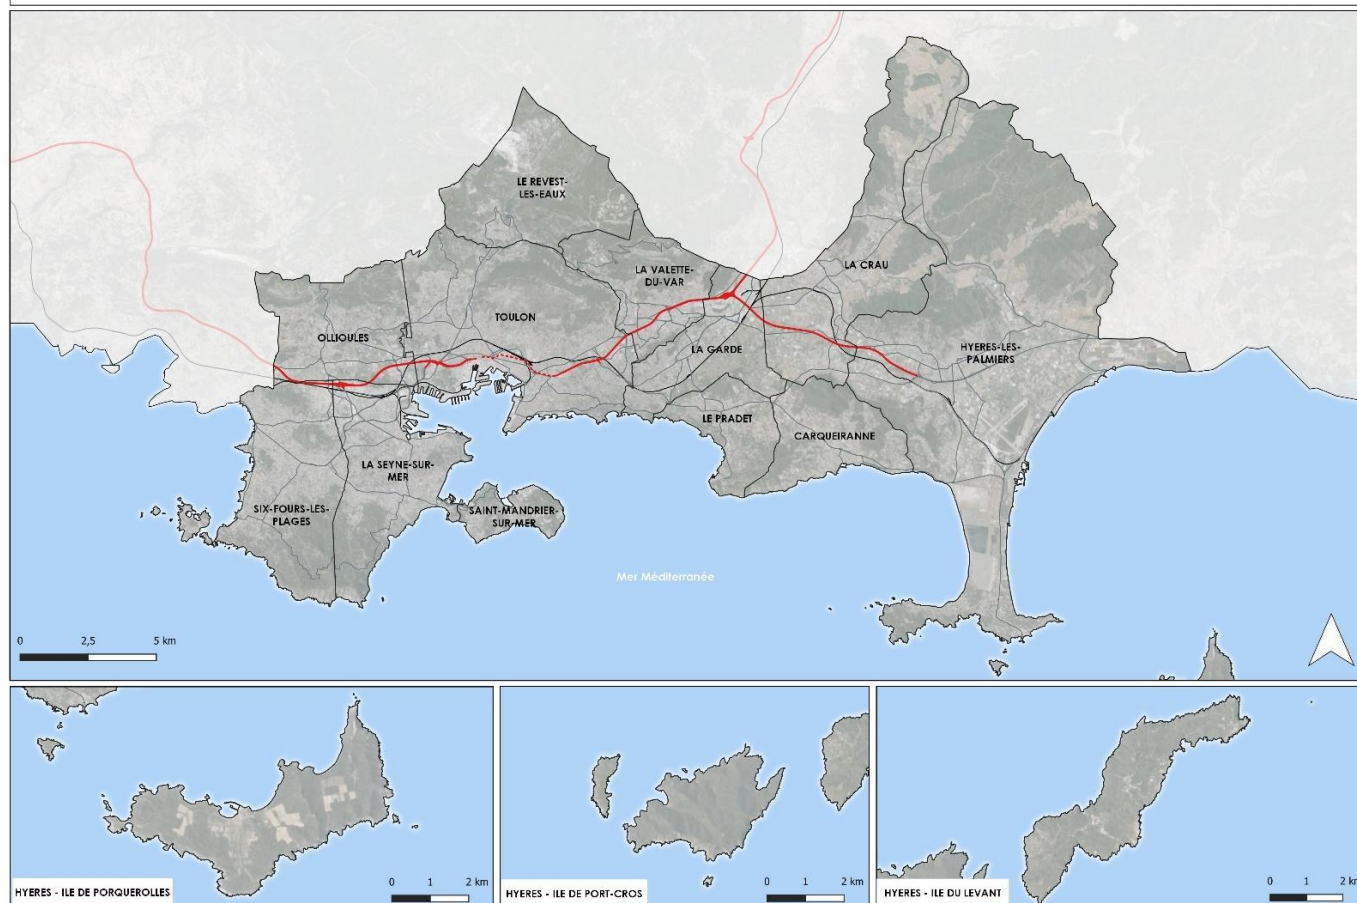 LE REVEST-
LES-EAUX
LA VALETTE-
DU-VAR
LA CRAU
TOULON
OLLIOULES
LA GARDE
HYERES-LES-
PALMIERS
LE PRADET
CARQUEIRANNE
LA SEYNE-SUR-
MER
SIX-FOURS-LES-
PLAGES
SAINT-MANDRIER-
SUR-MER
Mer Méditerranée
0 2,5 5 km
HYERES - ILE DE PORQUEROLLES
0 1 2 km
HYERES - ILE DE PORT-CROS
0 1 2 km
HYERES - ILE DU LEVANT
0 1 2 km